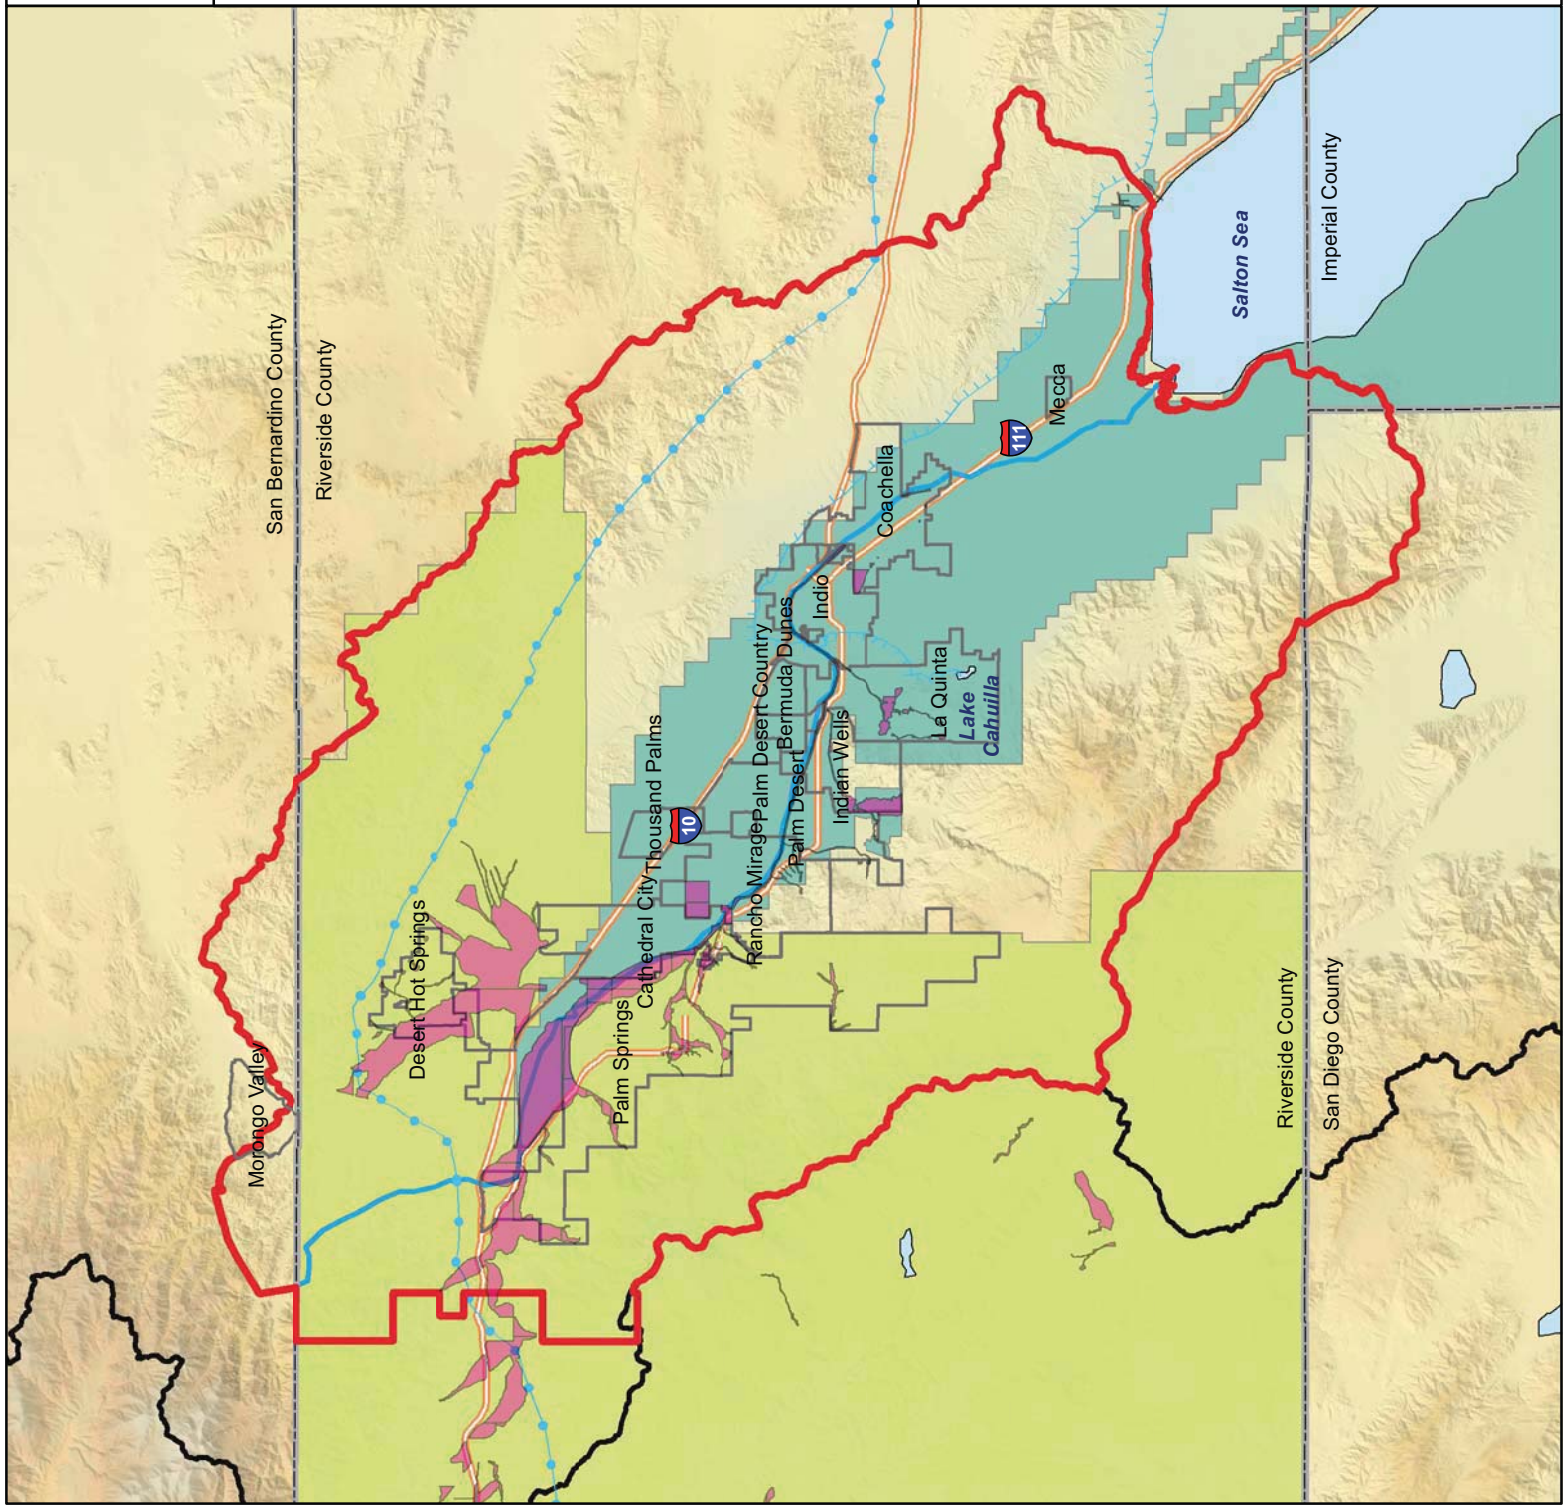 San Bernardino County
Riverside County
Morongo Valley
Desert Hot Springs
Thousand Palms
10
Cathedral City
Palm Springs
Rancho Mirage
Palm Desert Country
Bermuda Dunes
Palm Desert
Indio
Indian Wells
Coachella
La Quinta
Lake
Cahuilla
111
Mecca
Salton Sea
Imperial County
Riverside County
San Diego County